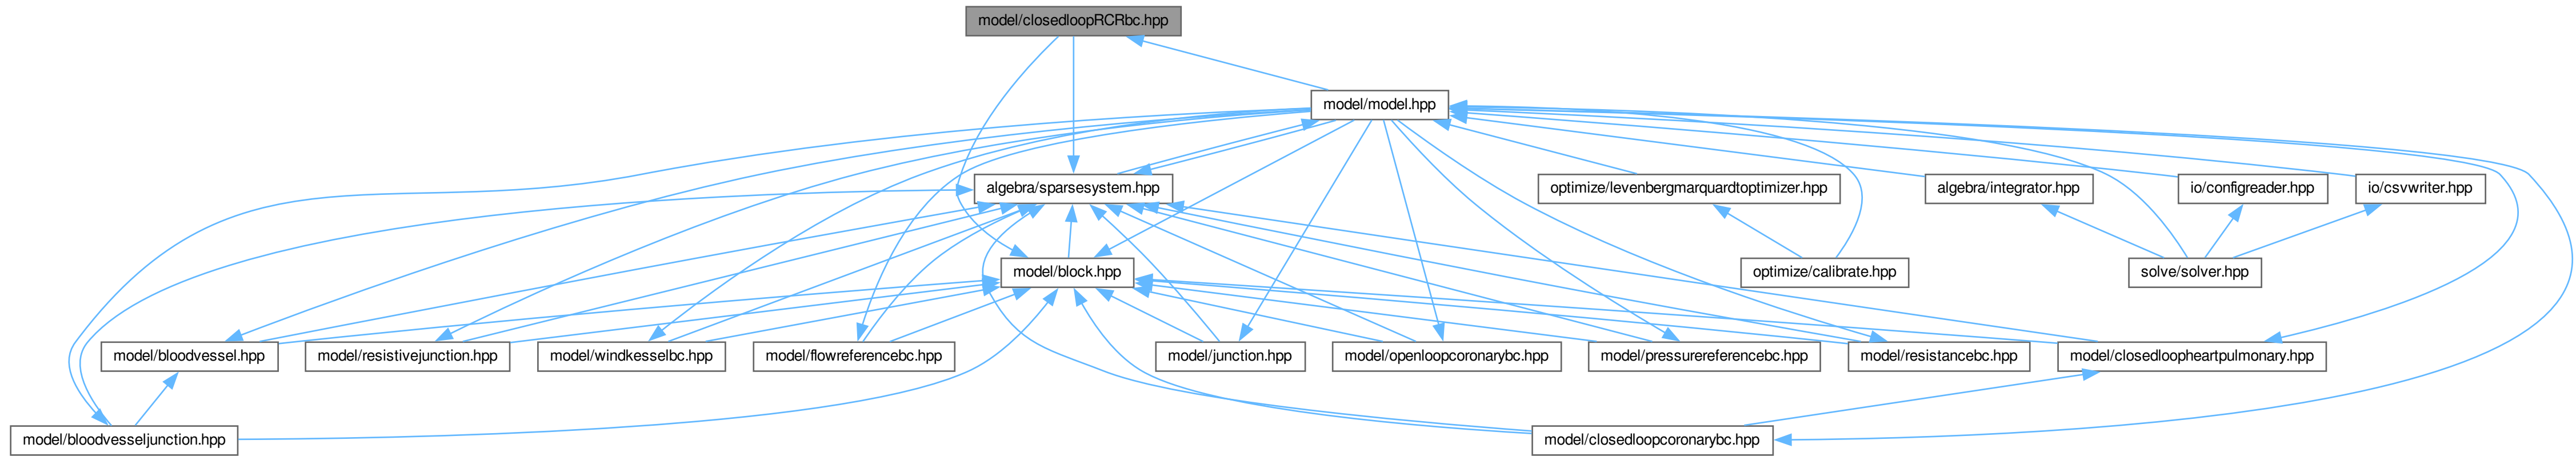 model/closedloopRCRbc.hpp
model/model.hpp
algebra/sparsesystem.hpp
optimize/levenbergmarquardtoptimizer.hpp
algebra/integrator.hpp
io/configreader.hpp
io/csvwriter.hpp
model/block.hpp
optimize/calibrate.hpp
solve/solver.hpp
model/bloodvessel.hpp
model/resistivejunction.hpp
model/windkesselbc.hpp
model/flowreferencebc.hpp
model/junction.hpp
model/openloopcoronarybc.hpp
model/pressurereferencebc.hpp
model/resistancebc.hpp
model/closedloopheartpulmonary.hpp
model/bloodvesseljunction.hpp
model/closedloopcoronarybc.hpp